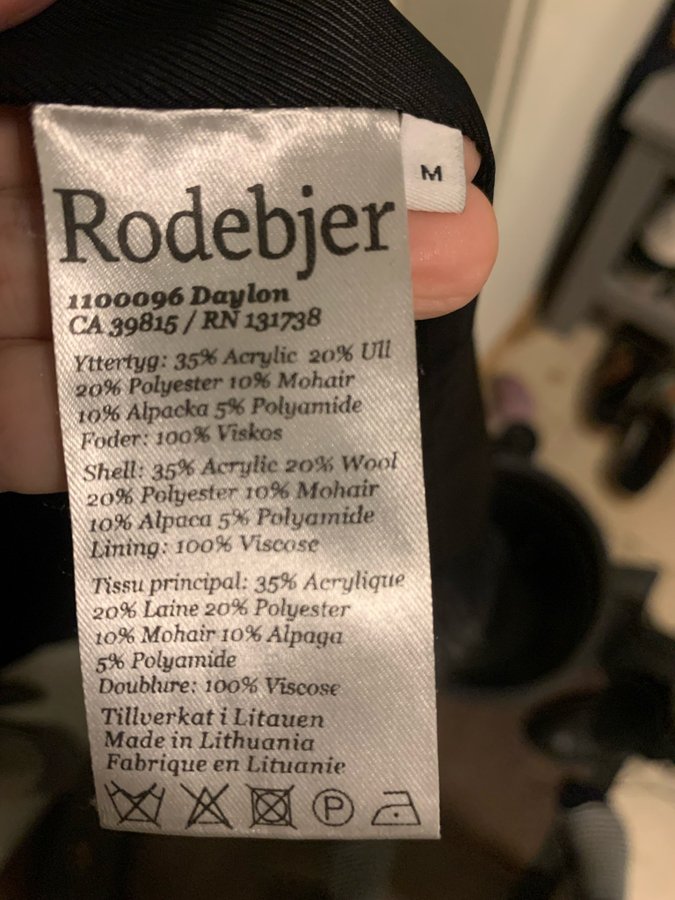 M
Rodebjer
1100096 Daylon
CA 39815 / RN 131738
Yttertyg: 35% Acrylic 20% Ull
20% Polyester 10% Mohair
10% Alpacka 5% Polyamide
Foder: 100% Viskos
Shell: 35% Acrylic 20% Wool
20% Polyester 10% Mohair
10% Alpaca 5% Polyamide
Lining: 100% Viscose
Tissu principal: 35% Acrylique
20% Laine 20% Polyester
10% Mohair 10% Alpaga
5% Polyamide
Doublure: 100% Viscose
Tillverkat i Litauen
Made in Lithuania
Fabrique en Lituanie
P